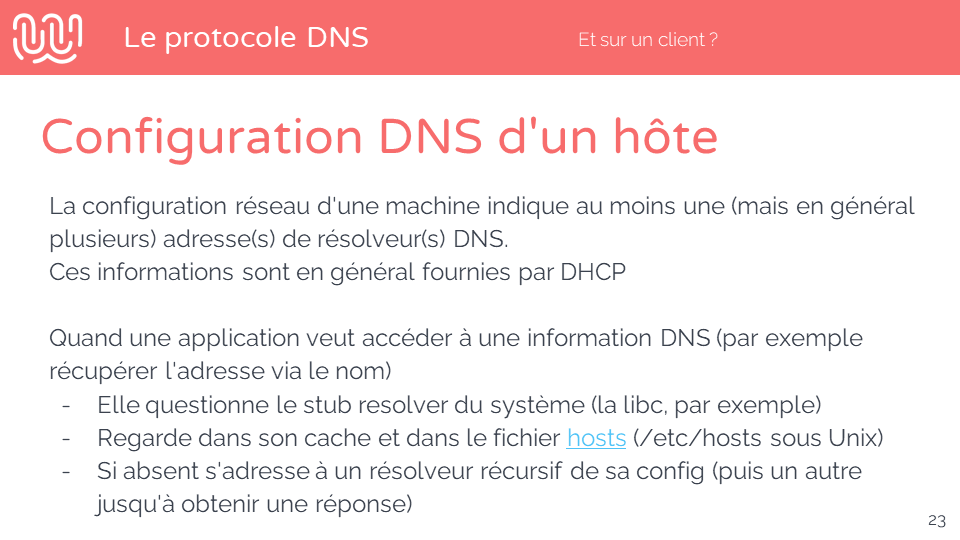 Le protocole DNS
Et sur un client ?
Configuration DNS d'un hôte
La configuration réseau d'une machine indique au moins une (mais en général
plusieurs) adresse(s) de résolveur(s) DNS.
Ces informations sont en général fournies par DHCP
Quand une application veut accéder à une information DNS (par exemple
récupérer l'adresse via le nom)
- Elle questionne le stub resolver du système (la libc, par exemple)
- Regarde dans son cache et dans le fichier hosts (/etc/hosts sous Unix)
- Si absent s'adresse à un résolveur récursif de sa config (puis un autre
jusqu'à obtenir une réponse)
23